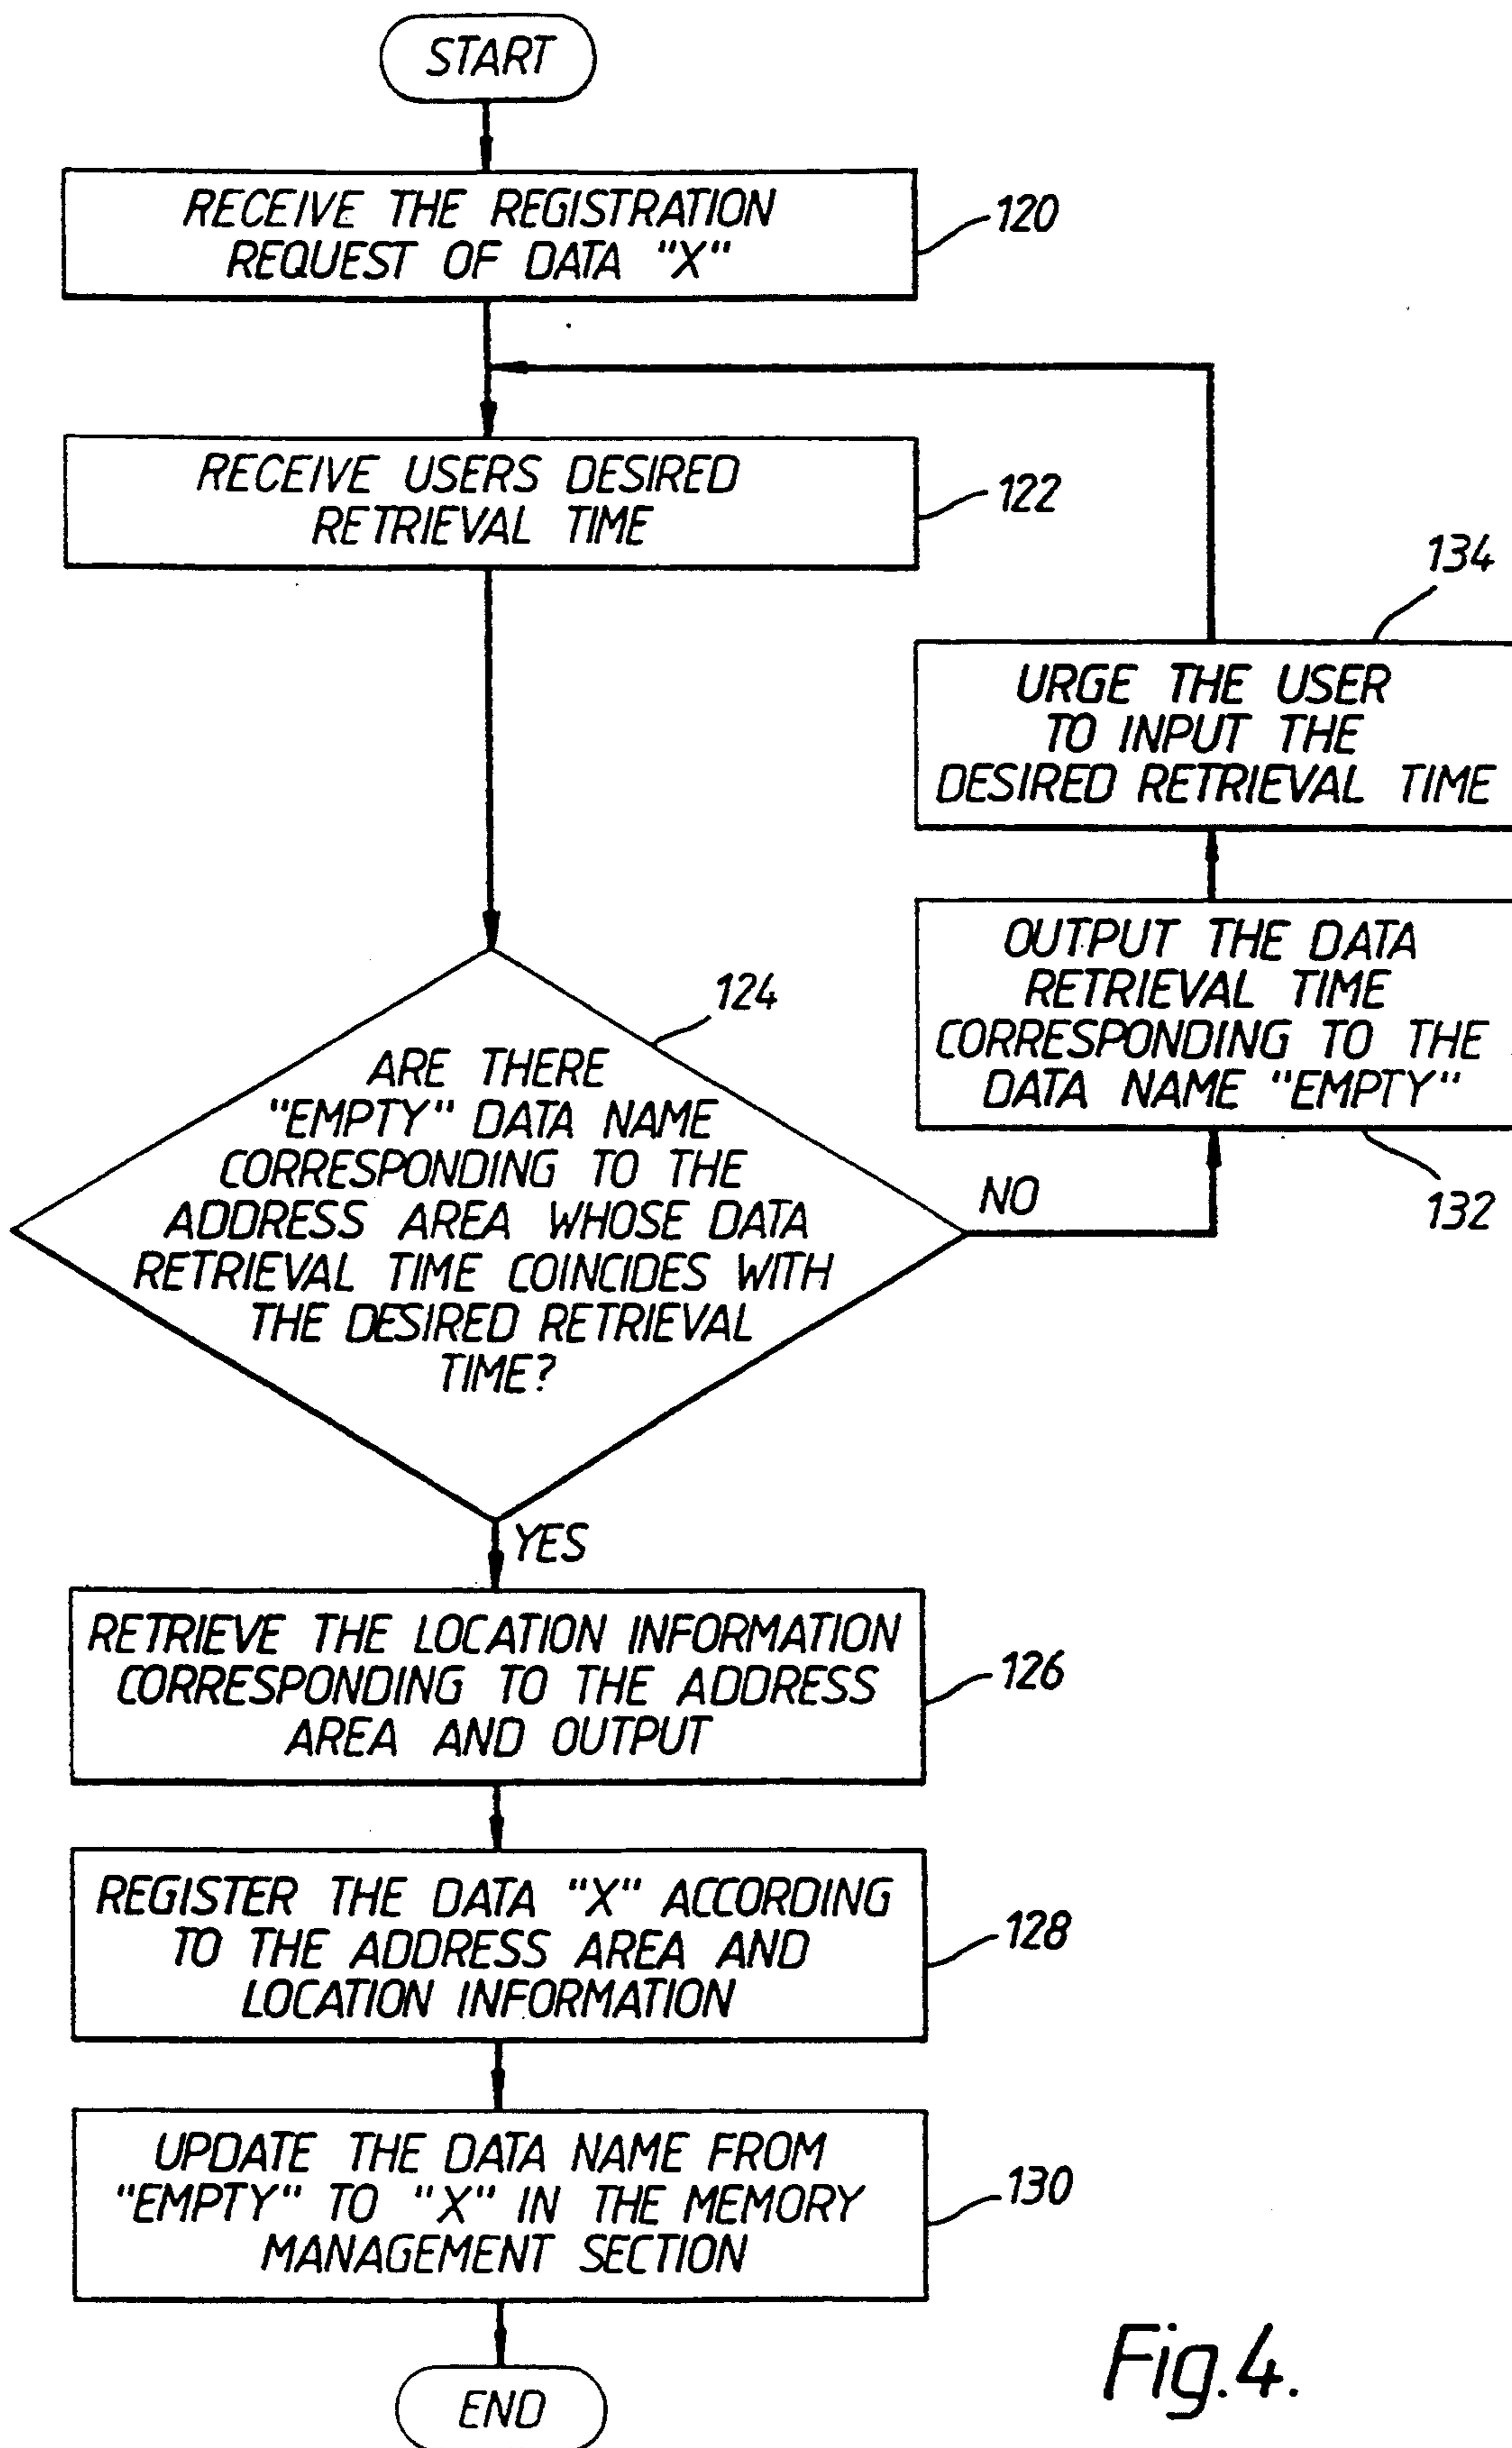 START
RECEIVE THE REGISTRATION
REQUEST OF DATA "X"
120
RECEIVE USERS DESIRED
RETRIEVAL TIME
122
134
URGE THE USER
TO INPUT THE
DESIRED RETRIEVAL TIME
OUTPUT THE DATA
RETRIEVAL TIME
CORRESPONDING TO THE
DATA NAME "EMPTY"
132
124
ARE THERE
"EMPTY" DATA NAME
CORRESPONDING TO THE
ADDRESS AREA WHOSE DATA
RETRIEVAL TIME COINCIDES WITH
THE DESIRED RETRIEVAL
TIME?
NO
YES
RETRIEVE THE LOCATION INFORMATION
CORRESPONDING TO THE ADDRESS
AREA AND OUTPUT
126
REGISTER THE DATA "X" ACCORDING
TO THE ADDRESS AREA AND
LOCATION INFORMATION
128
UPDATE THE DATA NAME FROM
"EMPTY" TO "X" IN THE MEMORY
MANAGEMENT SECTION
130
END
Fig.4.